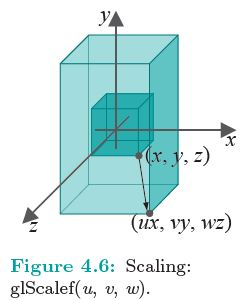 y
x
(x, y, z)
z
(ux, vy, wz)
Figure 4.6: Scaling:
glScalef(u, v, w).